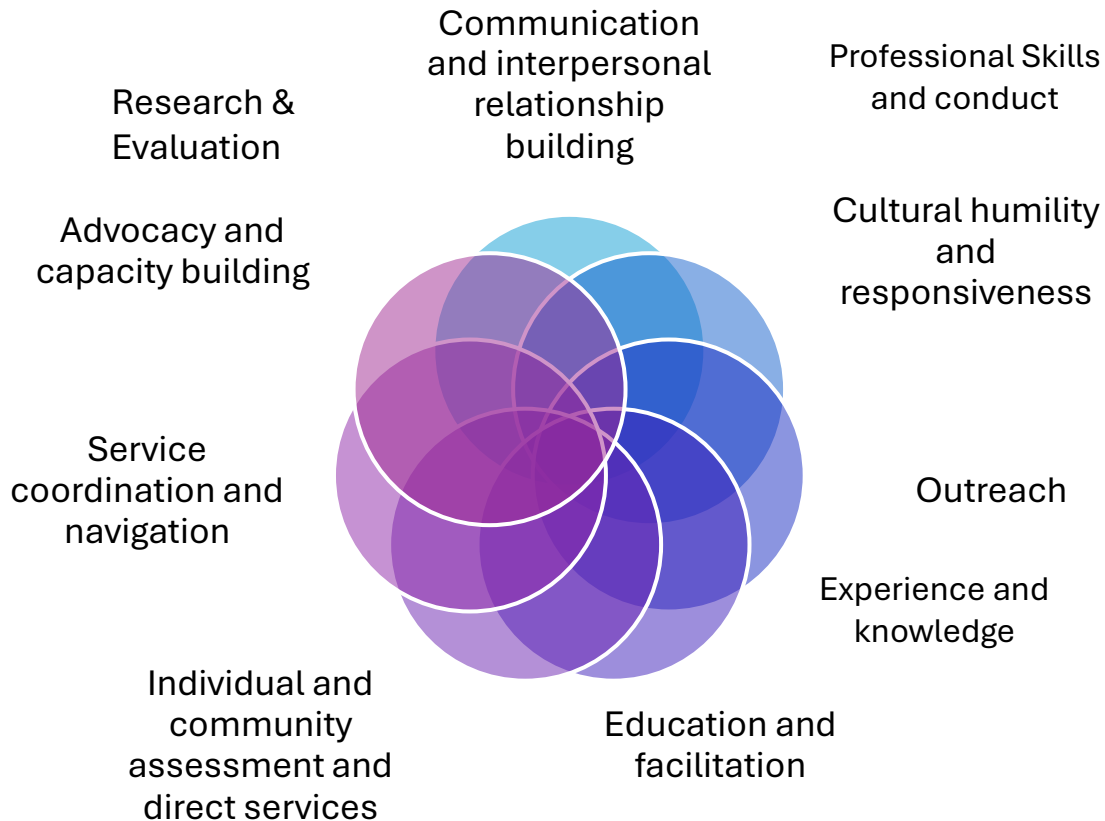 Communication
and interpersonal
relationship
building
Professional Skills
and conduct
Research &
Evaluation
Cultural humility
and
responsiveness
Advocacy and
capacity building
Service
coordination and
navigation
Outreach
Experience and
knowledge
Individual and
community
assessment and
direct services
Education and
facilitation